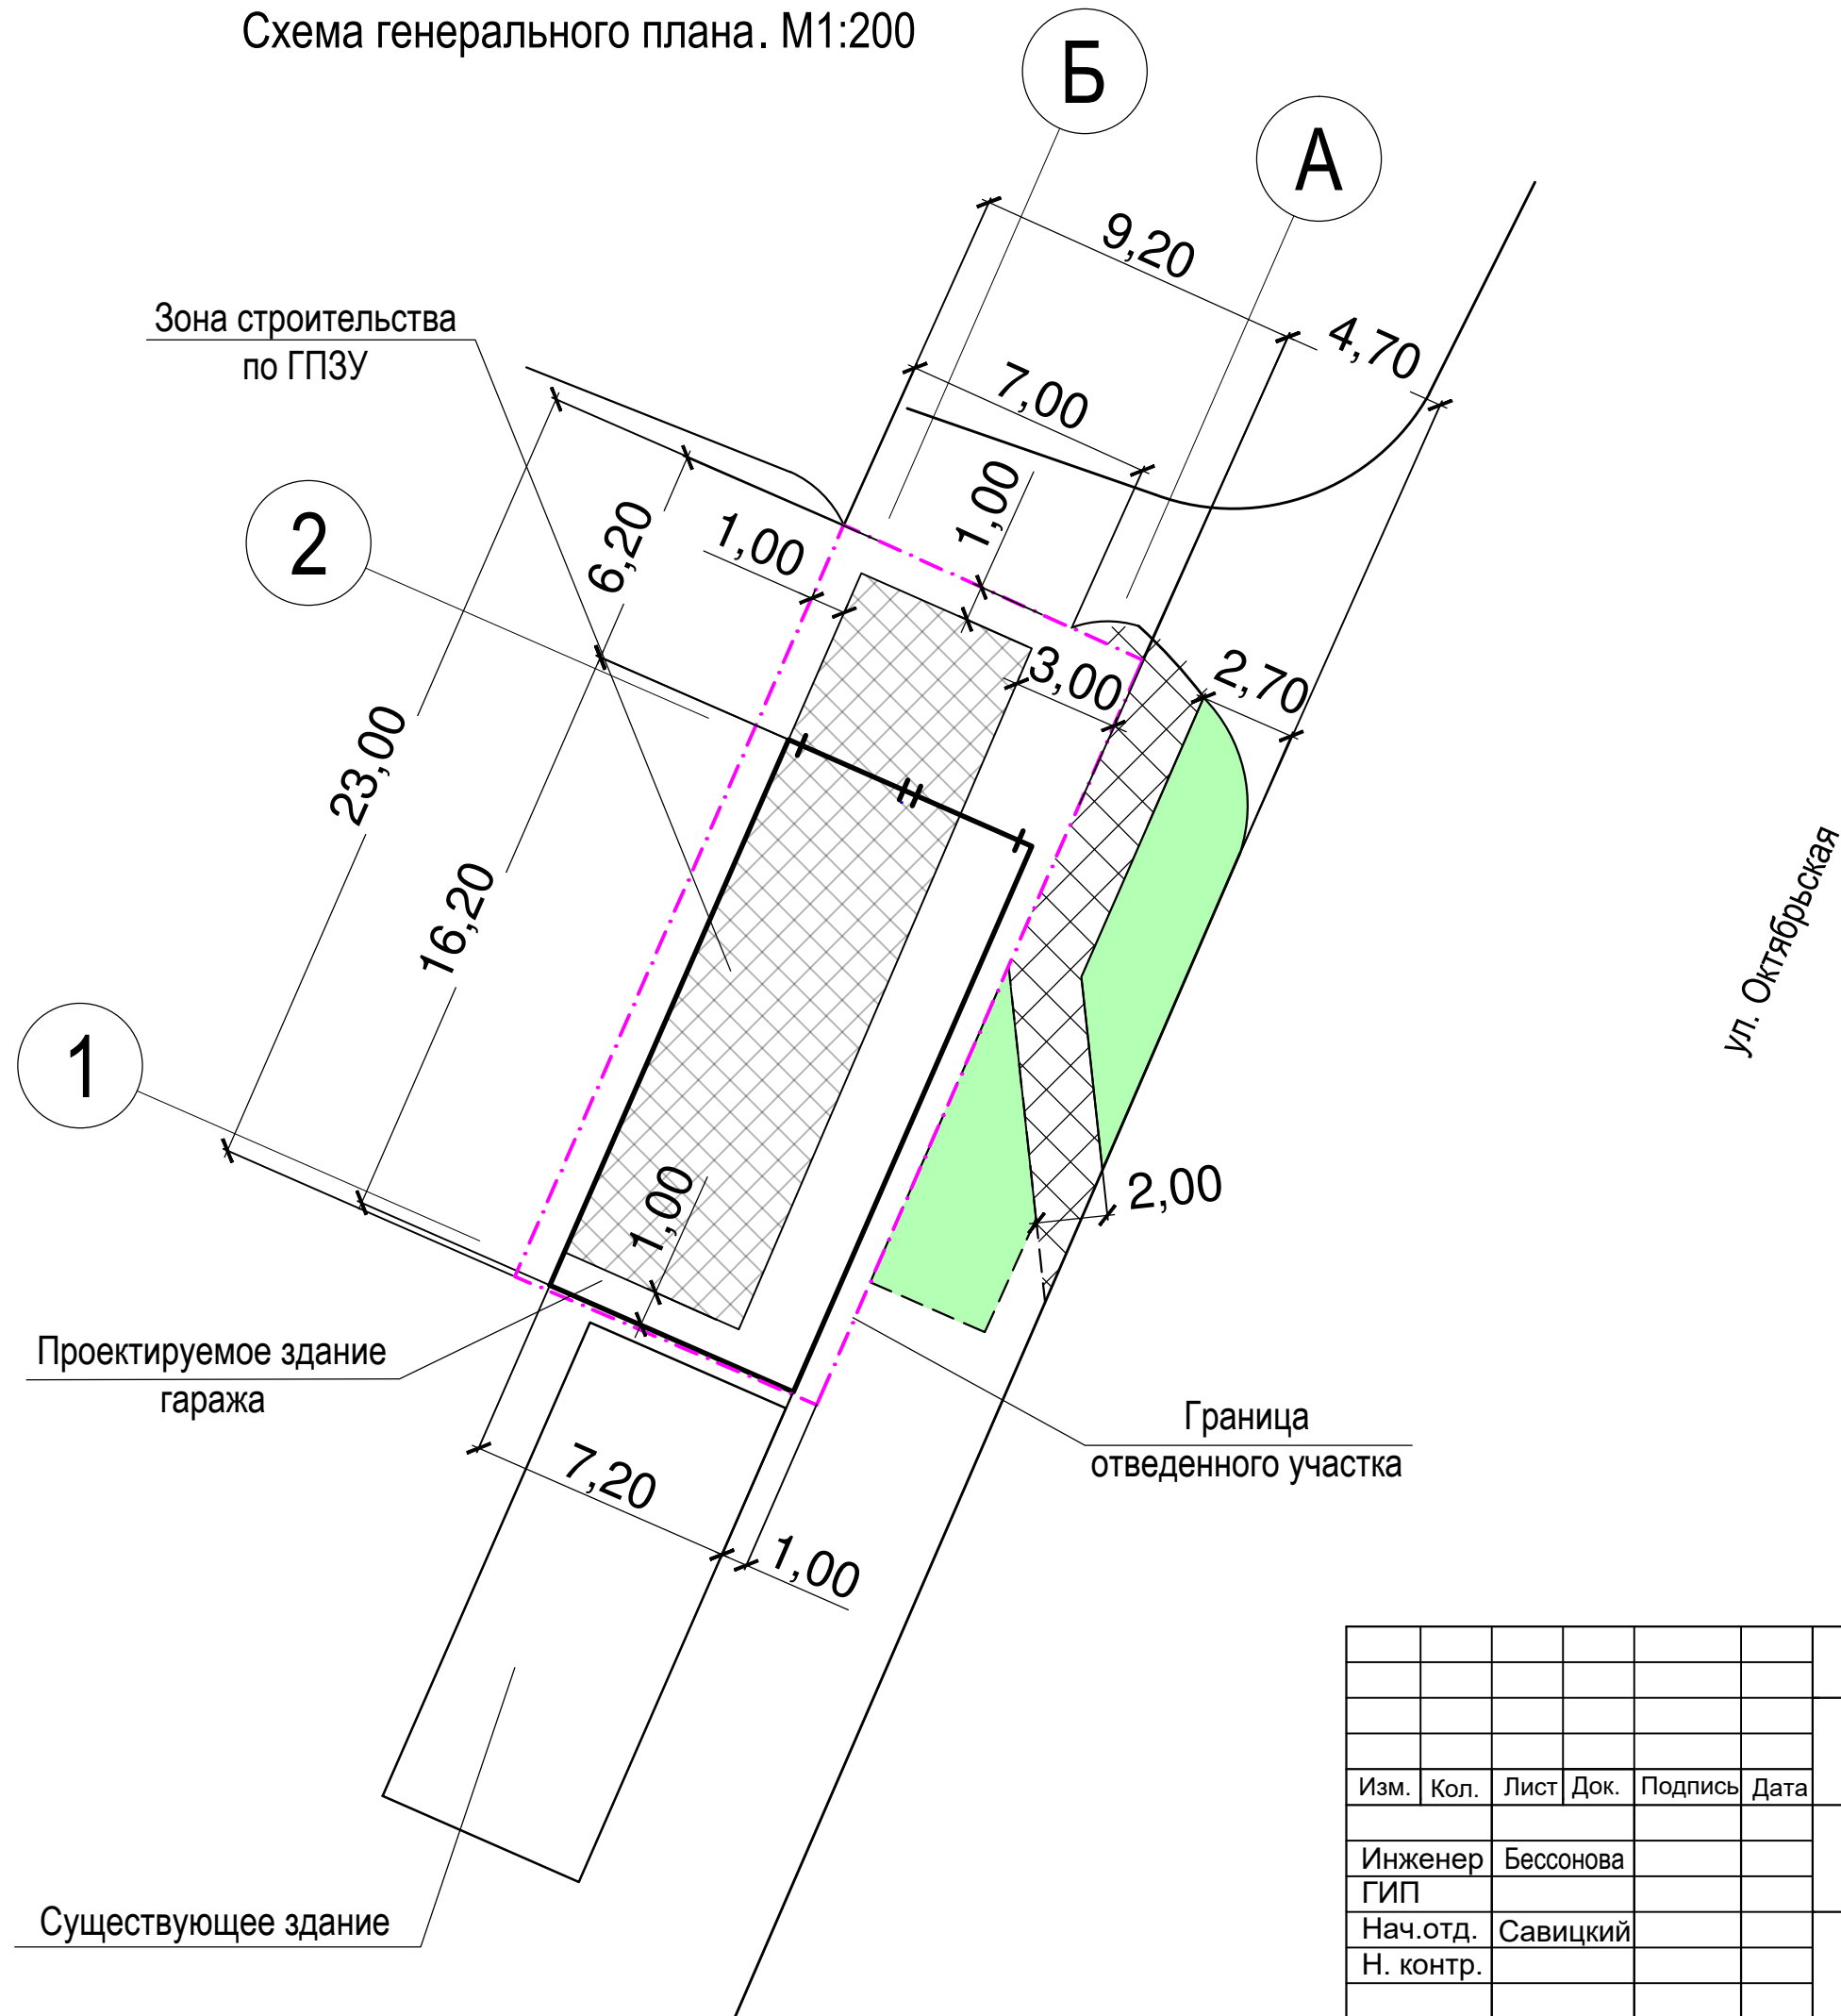 Схема генерального плана. М1:200
Б
А
9,20
4,70
Зона строительства
по ГПЗУ
7,00
1,00
2
6,20
1,00
3,00
2,70
23,00
16,20
ул. Октябрьская
1
1,00
2,00
Проектируемое здание
гаража
Граница
отведенного участка
7,20
1,00
Существующее здание
Изм. Кол. Лист Док. Подпись Дата
Инженер Бессонова
ГИП
Нач.отд. Савицкий
Н. контр.